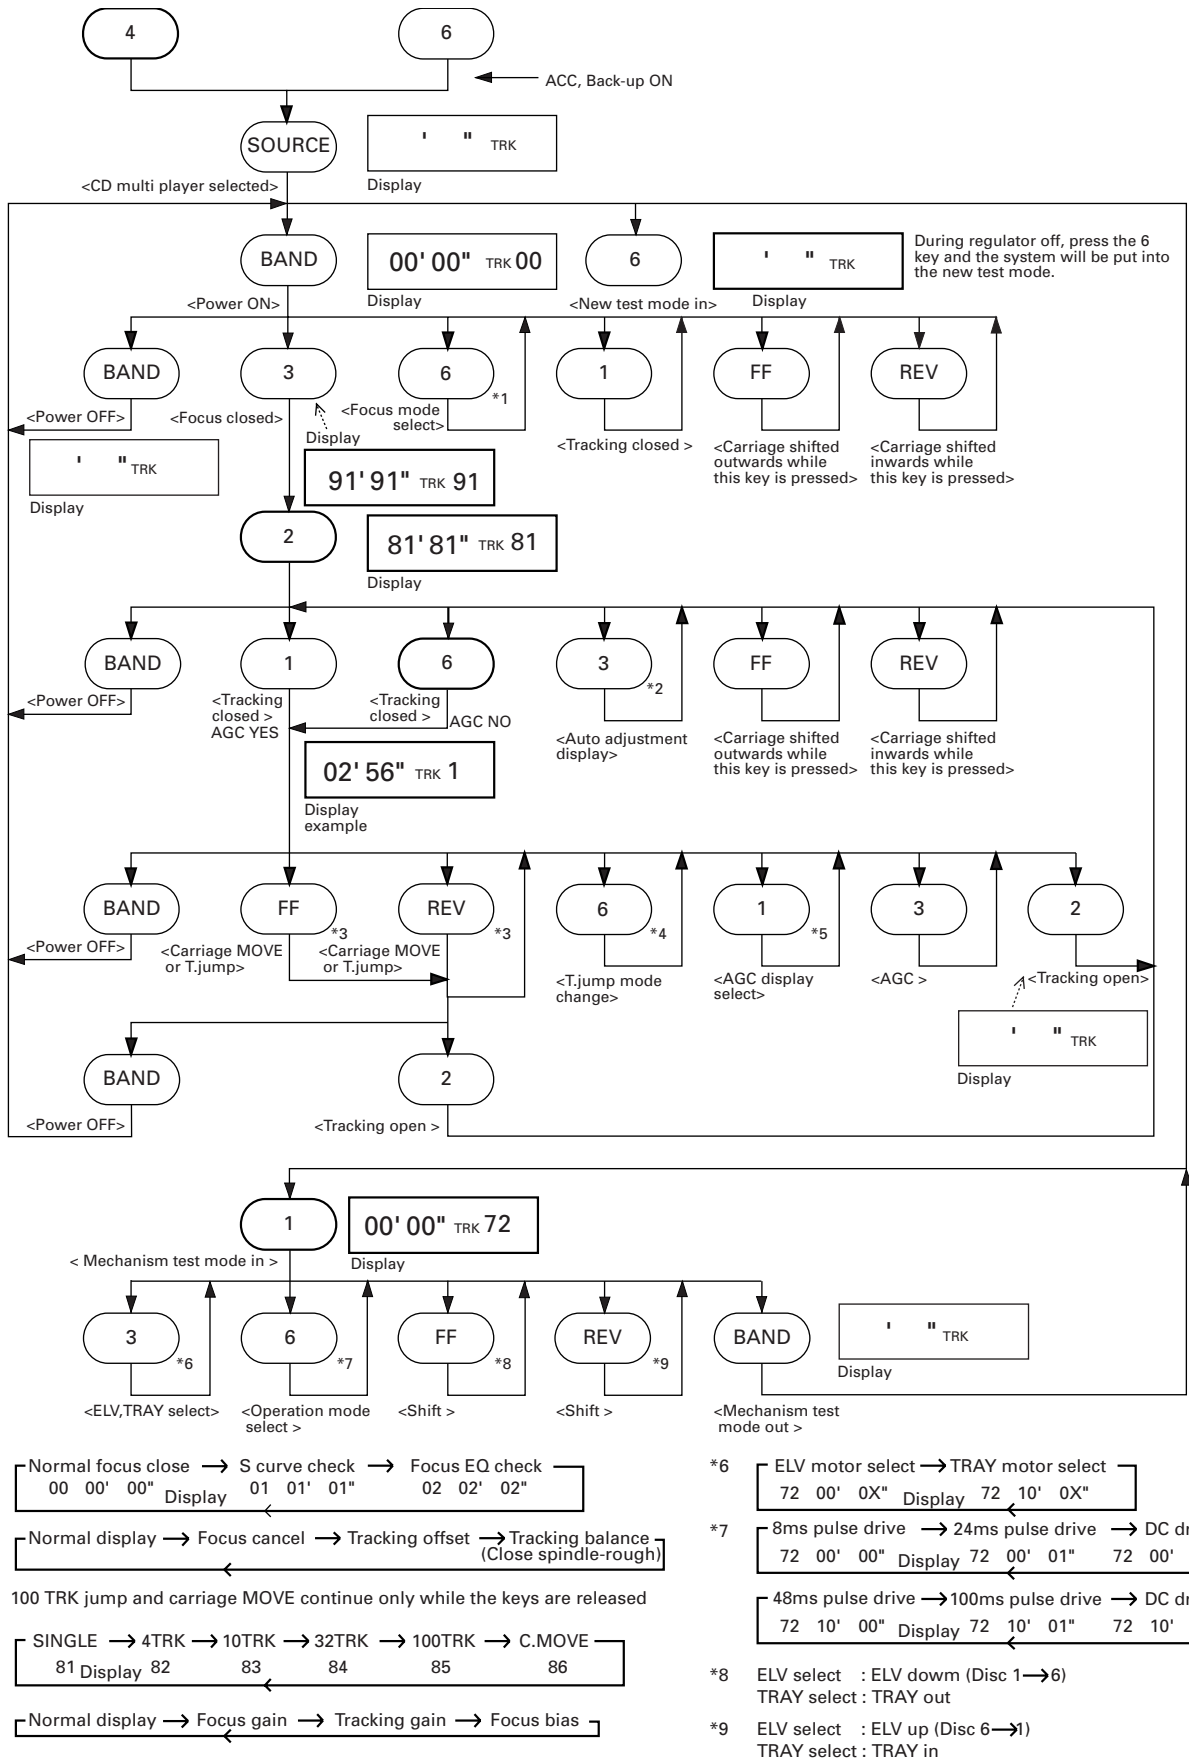 4
6
ACC, Back-up ON
SOURCE
' " TRK
Display
<CD multi player selected>
BAND
00' 00" TRK 00
Display
6
' " TRK
Display
During regulator off, press the 6
key and the system will be put into
the new test mode.
<Power ON>
<New test mode in>
BAND
3
6
*1
1
FF
REV
<Power OFF>
<Focus closed>
<Focus mode
select>
Display
<Tracking closed >
<Carriage shifted
outwards while
this key is pressed>
<Carriage shifted
inwards while
this key is pressed>
' " TRK
Display
91' 91" TRK 91
2
81' 81" TRK 81
Display
BAND
1
6
3
*2
FF
REV
<Power OFF>
<Tracking
closed >
AGC YES
<Tracking
closed >
AGC NO
<Auto adjustment
display>
<Carriage shifted
outwards while
this key is pressed>
<Carriage shifted
inwards while
this key is pressed>
02' 56" TRK 1
Display
example
BAND
FF
*3
REV
*3
6
*4
1
*5
3
2
<Power OFF>
<Carriage MOVE
or T.jump>
<Carriage MOVE
or T.jump>
<T.jump mode
change>
<AGC display
select>
<AGC >
<Tracking open>
' " TRK
Display
BAND
2
<Power OFF>
<Tracking open >
1
00' 00" TRK 72
Display
< Mechanism test mode in >
3
*6
6
*7
FF
*8
REV
*9
BAND
' " TRK
Display
<ELV,TRAY select>
<Operation mode
select >
<Shift >
<Shift >
<Mechanism test
mode out >
Normal focus close → S curve check → Focus EQ check
00 00' 00" Display 01 01' 01" 02 02' 02"
Normal display → Focus cancel → Tracking offset → Tracking balance
(Close spindle-rough)
100 TRK jump and carriage MOVE continue only while the keys are released
SINGLE → 4TRK → 10TRK → 32TRK → 100TRK → C.MOVE
81 Display 82 83 84 85 86
Normal display → Focus gain → Tracking gain → Focus bias
*6 ELV motor select → TRAY motor select
72 00' 0X" Display 72 10' 0X"
*7 8ms pulse drive → 24ms pulse drive → DC dr
72 00' 00" Display 72 00' 01" 72 00'
48ms pulse drive → 100ms pulse drive → DC dr
72 10' 00" Display 72 10' 01" 72 10'
*8 ELV select : ELV dowm (Disc 1→6)
TRAY select : TRAY out
*9 ELV select : ELV up (Disc 6→1)
TRAY select : TRAY in